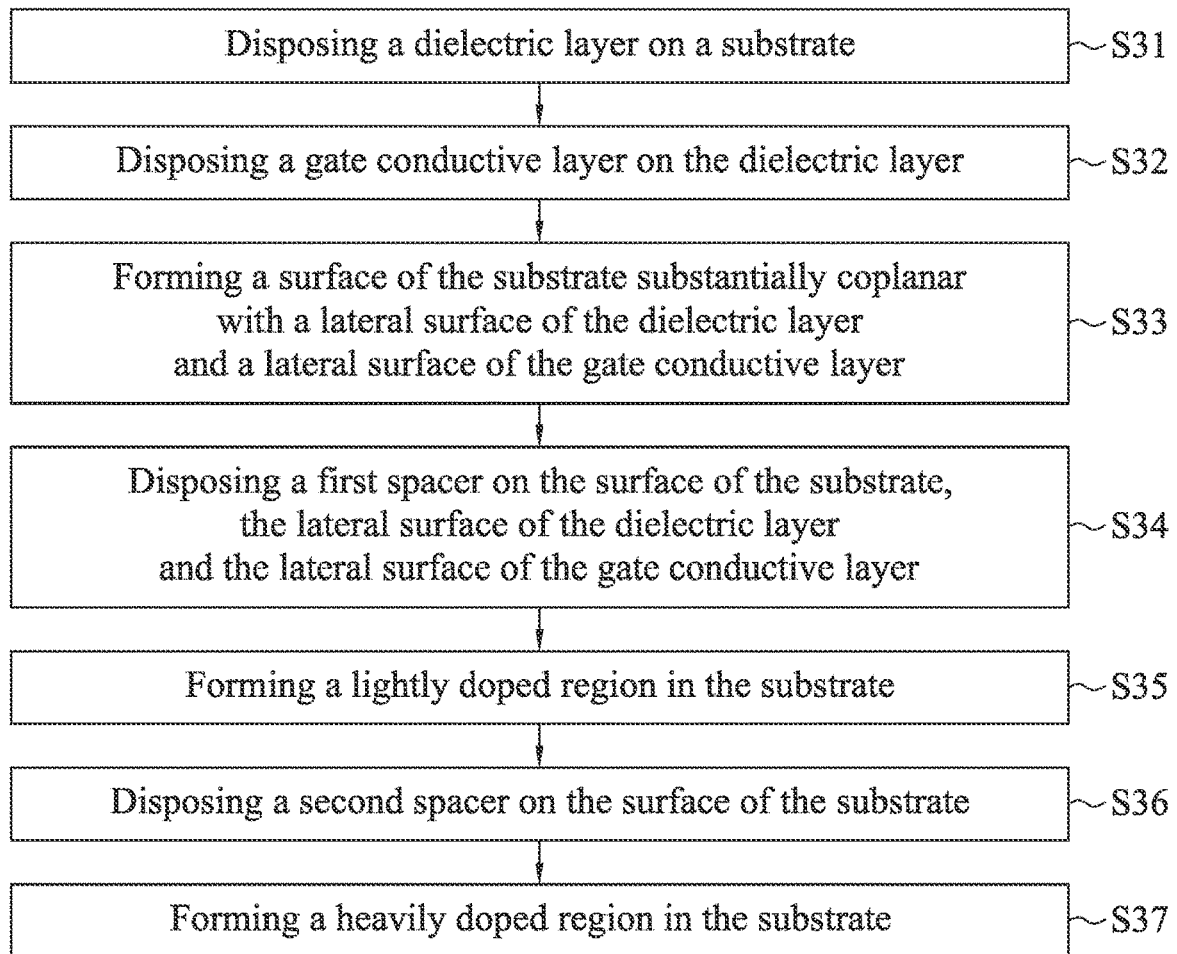 Disposing a dielectric layer on a substrate
S31
Disposing a gate conductive layer on the dielectric layer
S32
Forming a surface of the substrate substantially coplanar
with a lateral surface of the dielectric layer
and a lateral surface of the gate conductive layer
S33
Disposing a first spacer on the surface of the substrate,
the lateral surface of the dielectric layer
and the lateral surface of the gate conductive layer
S34
Forming a lightly doped region in the substrate
S35
Disposing a second spacer on the surface of the substrate
S36
Forming a heavily doped region in the substrate
S37